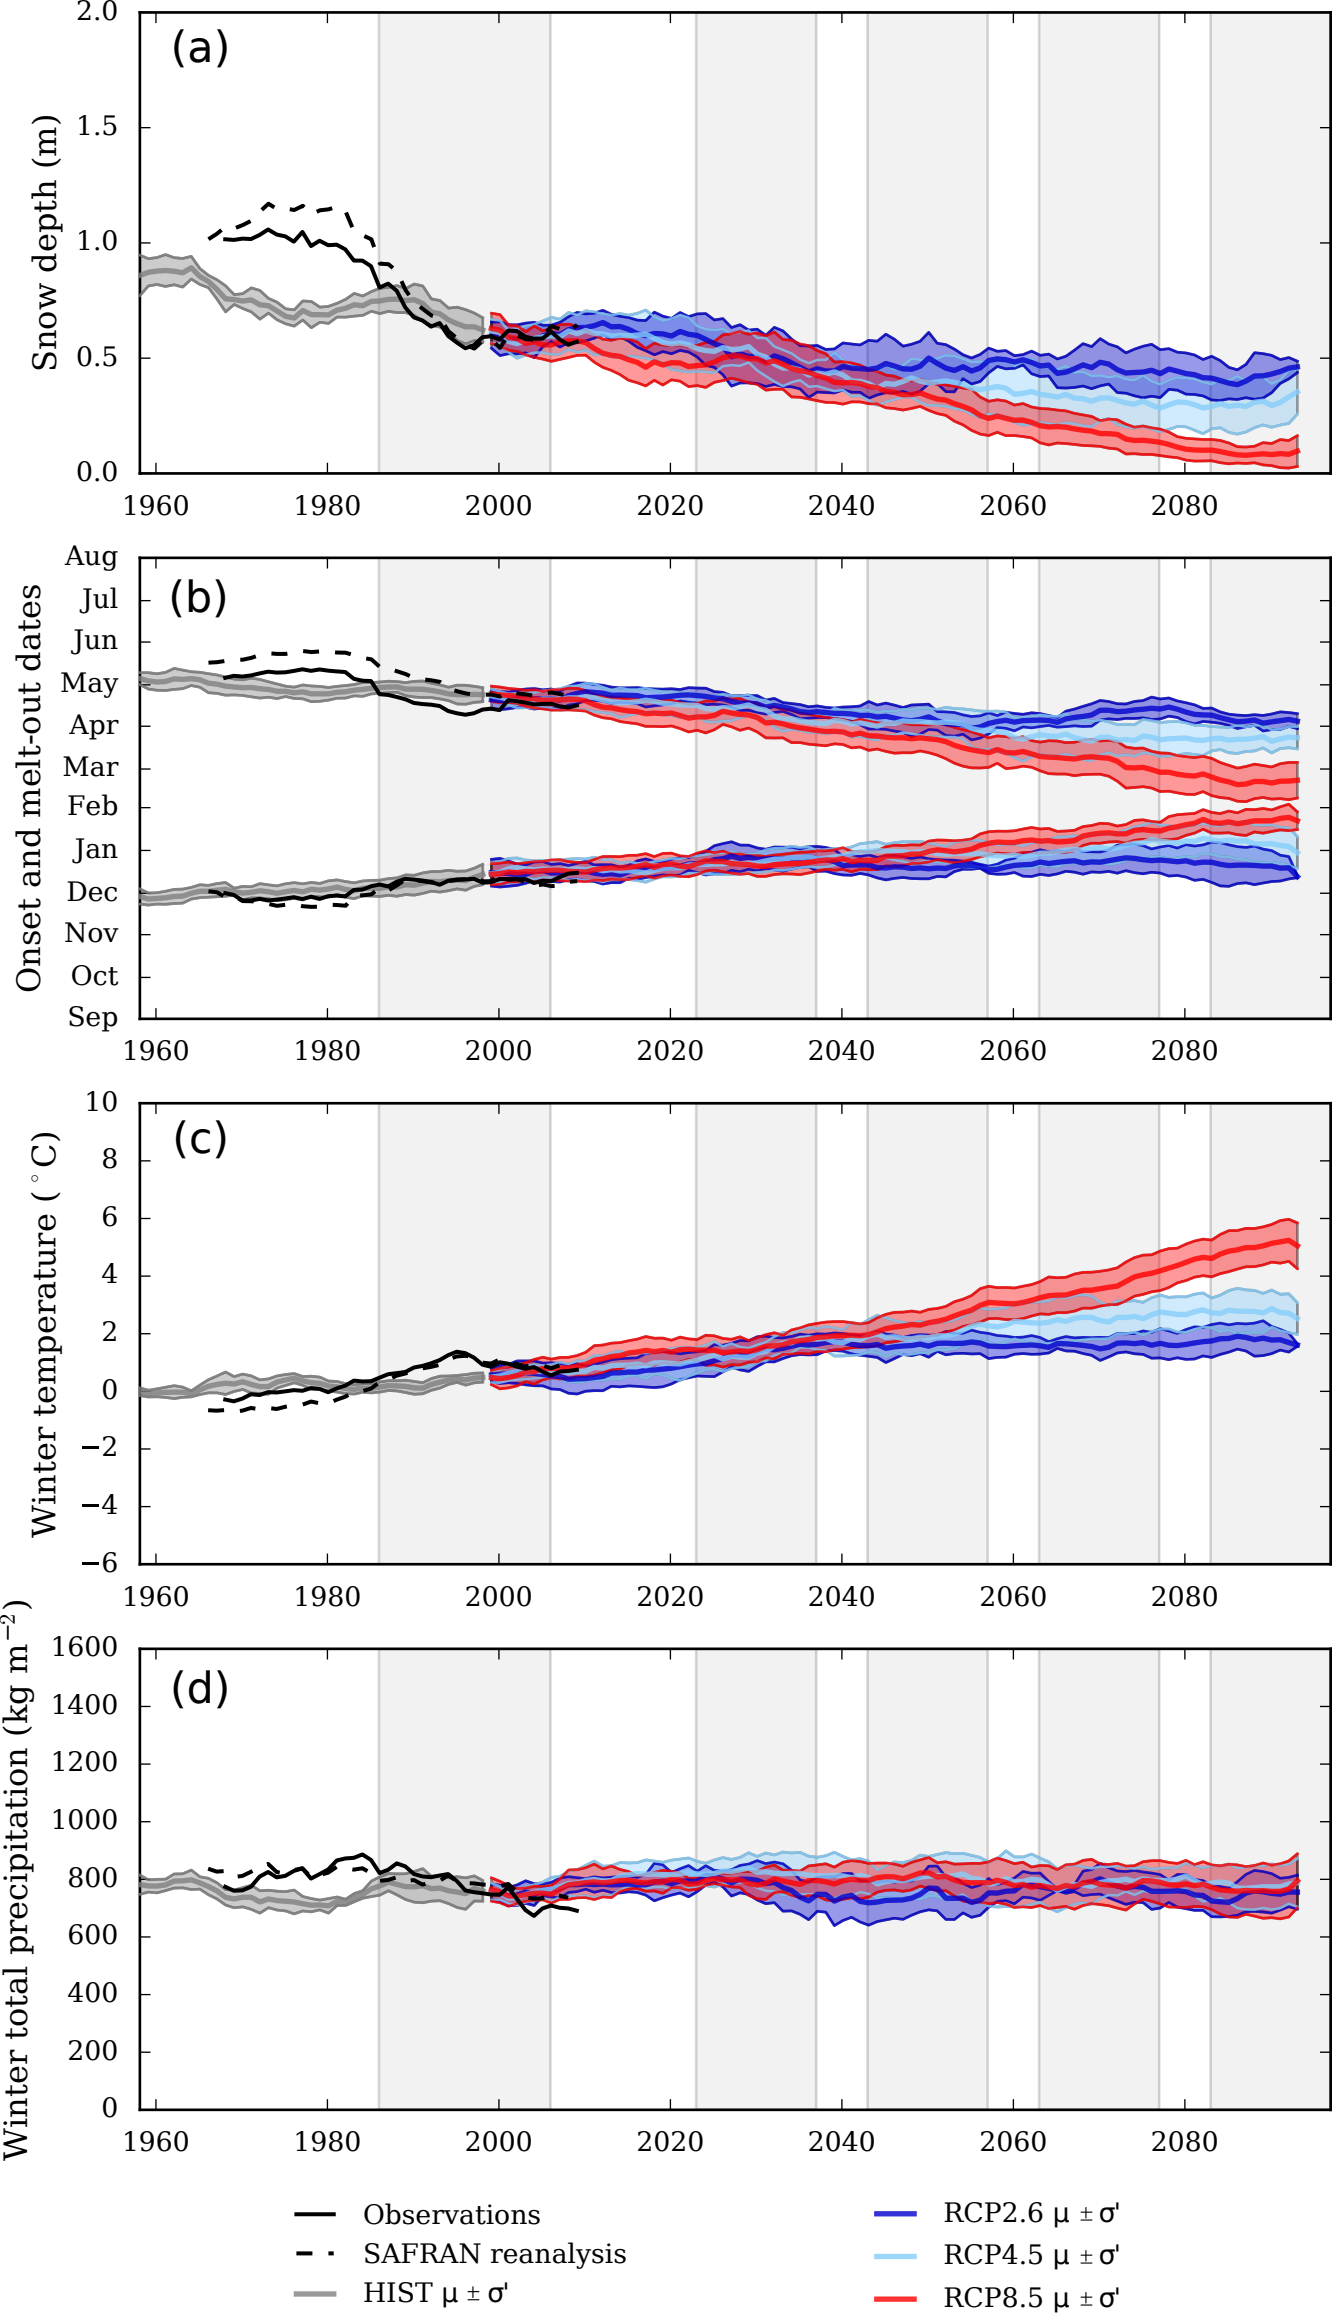 (a)
Snow depth (m)
2.0
1.5
1.0
0.5
0.0
1960 1980 2000 2020 2040 2060 2080
(b)
Onset and melt-out dates
Aug
Jul
Jun
May
Apr
Mar
Feb
Jan
Dec
Nov
Oct
Sep
1960 1980 2000 2020 2040 2060 2080
(c)
Winter temperature (°C)
10
8
6
4
2
0
−2
−4
−6
1960 1980 2000 2020 2040 2060 2080
(d)
Winter total precipitation (kg m⁻²)
1600
1400
1200
1000
800
600
400
200
0
1960 1980 2000 2020 2040 2060 2080
Observations
SAFRAN reanalysis
HIST μ ± σ'
RCP2.6 μ ± σ'
RCP4.5 μ ± σ'
RCP8.5 μ ± σ'